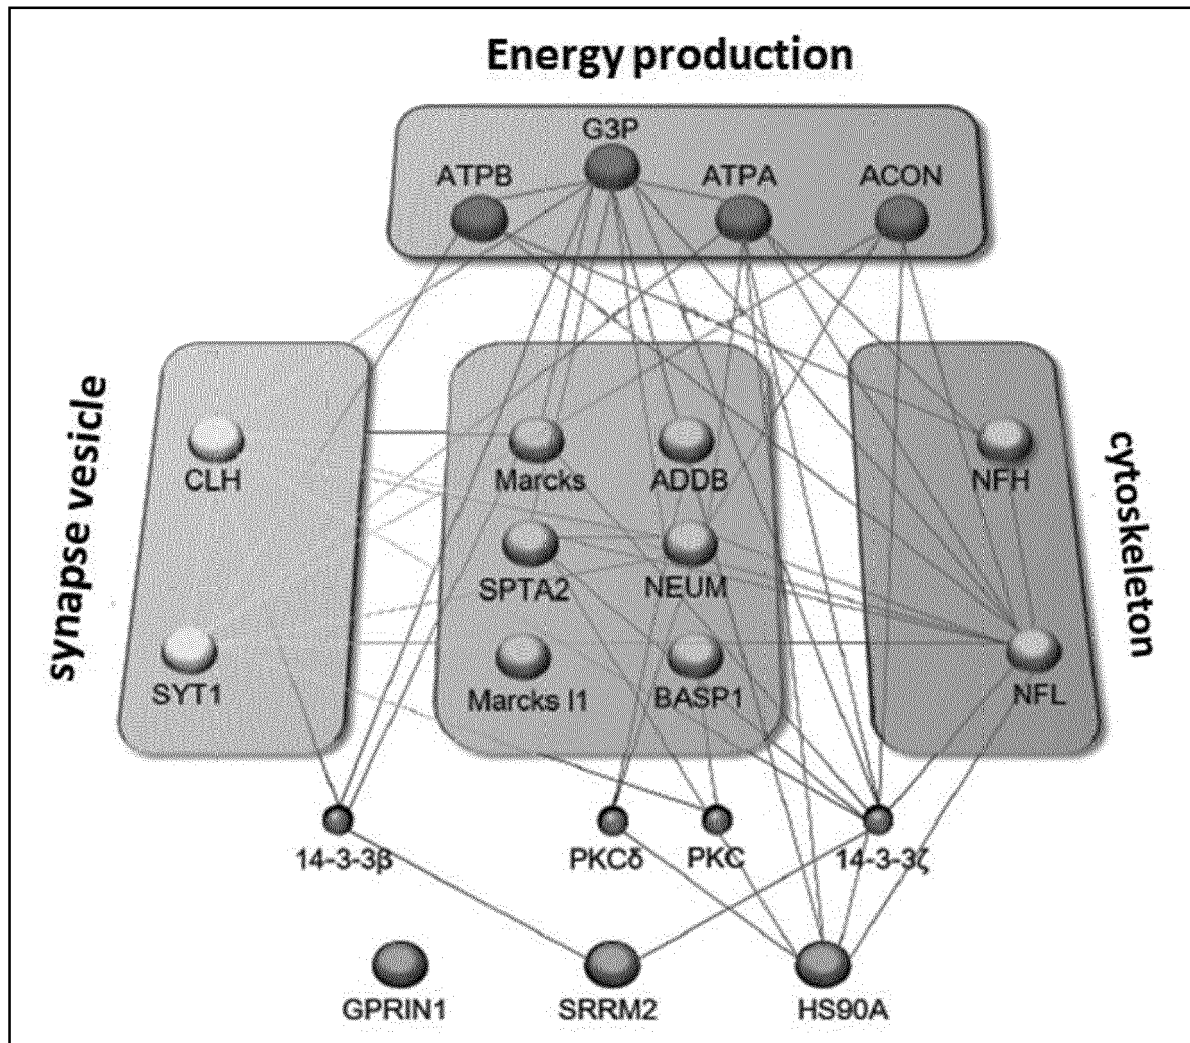 Energy production
G3P
ATPB
ATPA
ACON
synapse vesicle
cytoskeleton
CLH
Marcks
ADDB
NFH
SPTA2
NEUM
SYT1
Marcks l1
BASP1
NFL
14-3-3β
PKCδ
PKC
14-3-3ζ
GPRIN1
SRRM2
HS90A